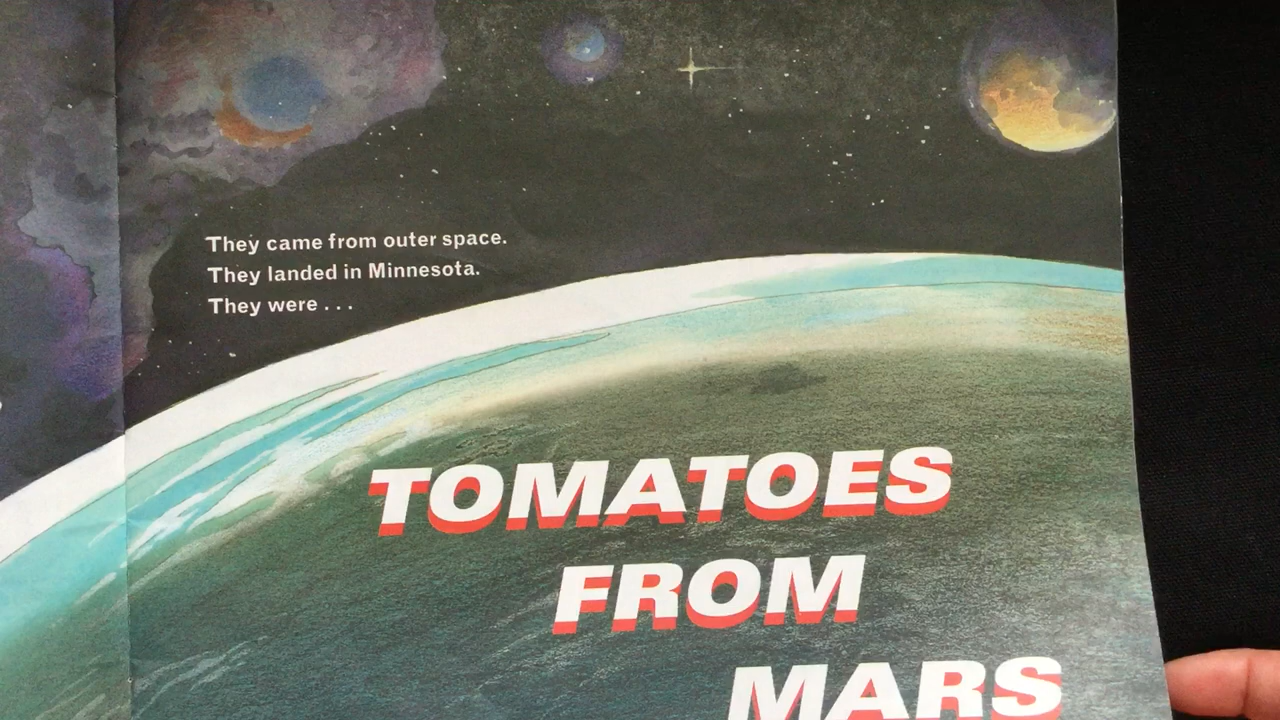 They came from outer space.
They landed in Minnesota.
They were . . .
TOMATOES
FROM
MARS